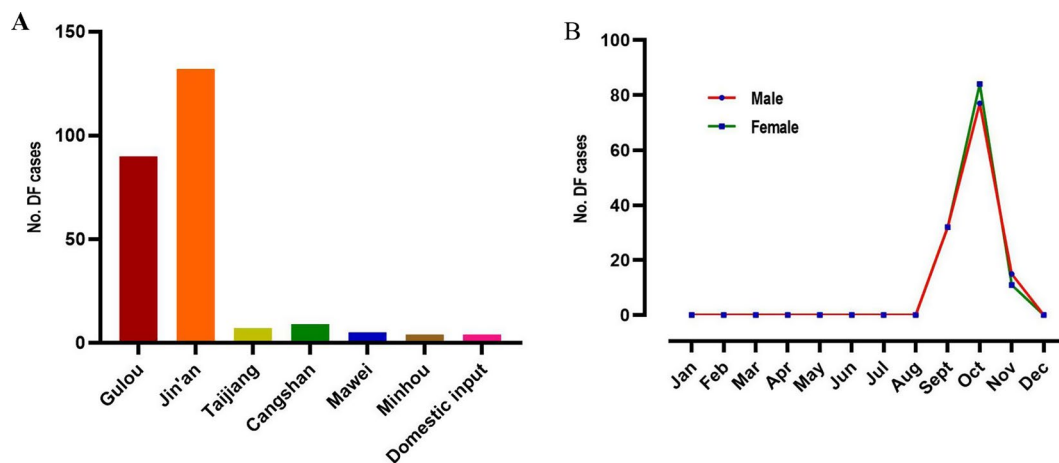 A
No. DF cases
150
100
50
0
Gulou
Jin'an
Taijiang
Cangshan
Mawei
Minhou
Domestic input
B
No. DF cases
100
80
60
40
20
0
Male
Female
Jan
Feb
Mar
Apr
May
Jun
Jul
Aug
Sept
Oct
Nov
Dec